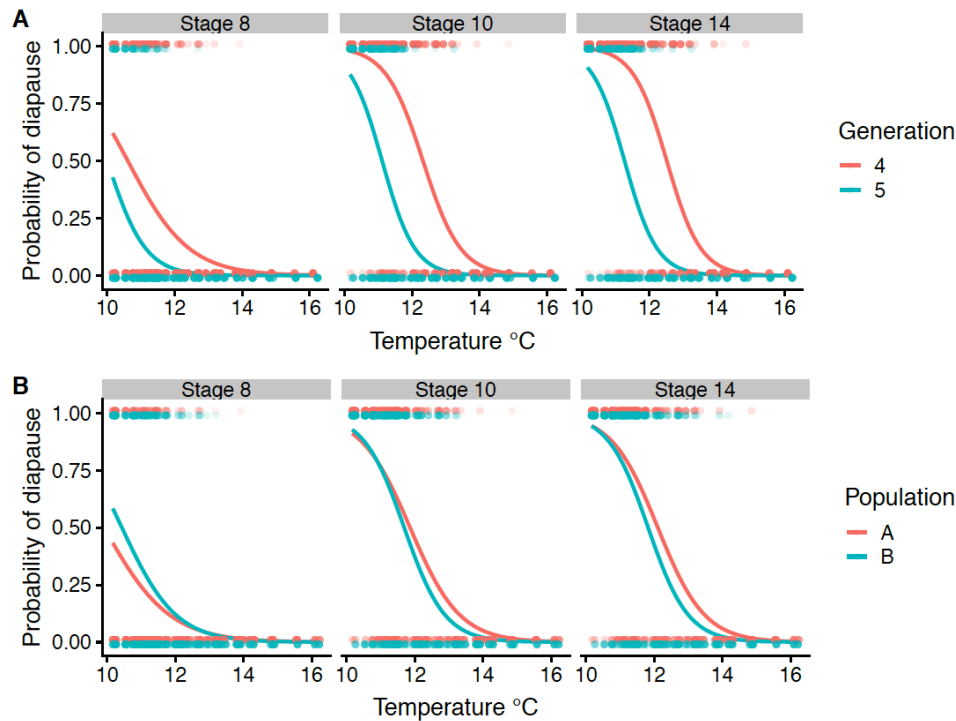 A
Stage 8 Stage 10 Stage 14
Probability of diapause
1.00
0.75
0.50
0.25
0.00
10 12 14 16 10 12 14 16 10 12 14 16
Temperature °C
Generation
4
5
B
Stage 8 Stage 10 Stage 14
Probability of diapause
1.00
0.75
0.50
0.25
0.00
10 12 14 16 10 12 14 16 10 12 14 16
Temperature °C
Population
A
B